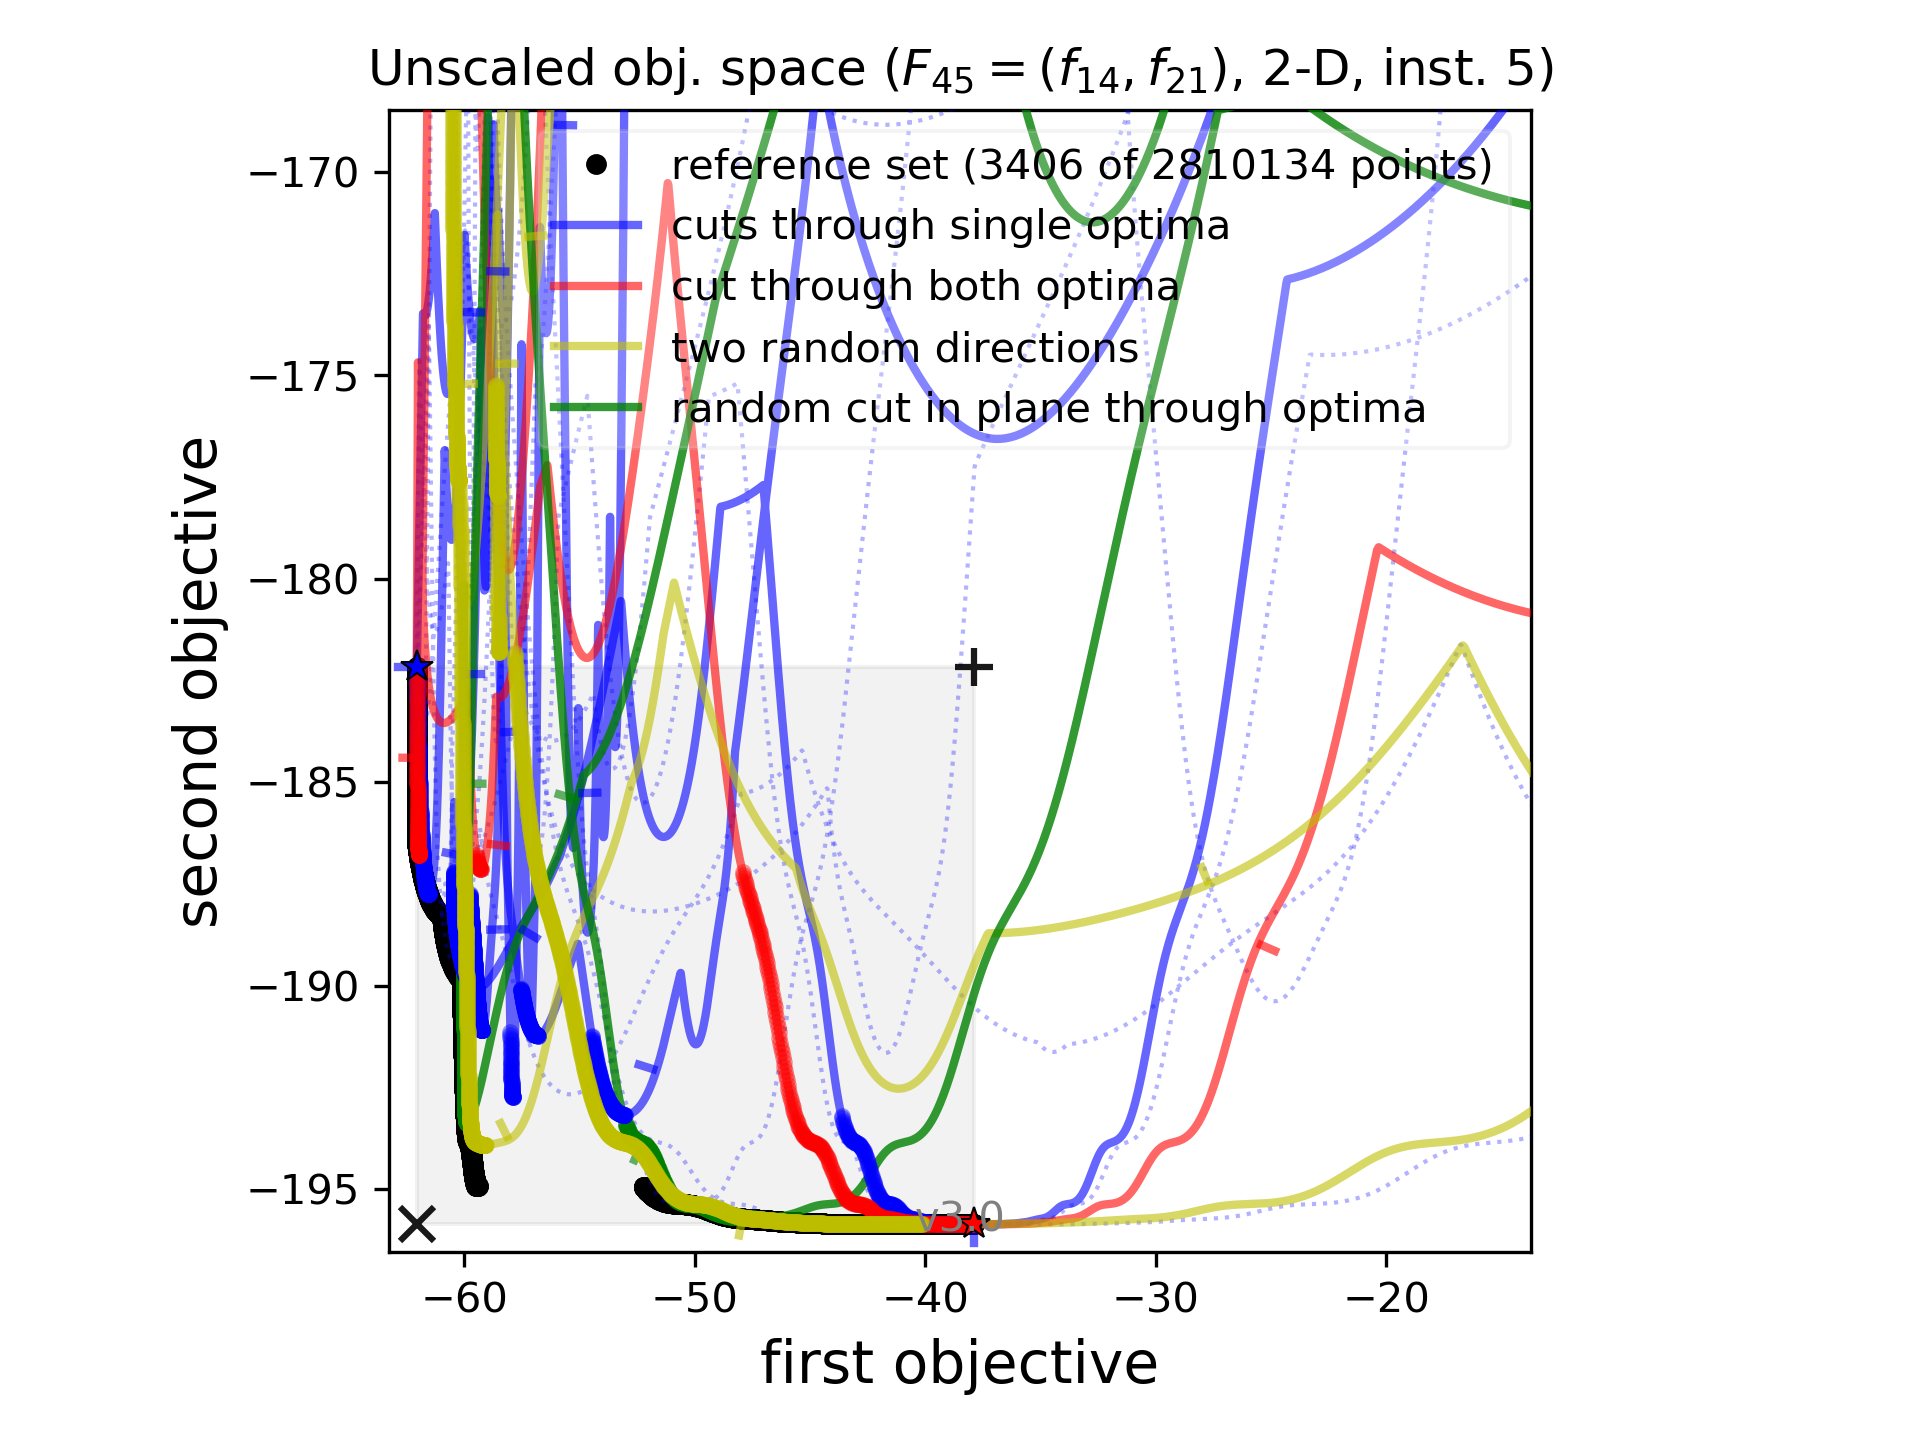 Unscaled obj. space (F₄₅ = (f₁₄, f₂₁), 2-D, inst. 5)
reference set (3406 of 2810134 points)
cuts through single optima
cut through both optima
two random directions
random cut in plane through optima
second objective
−170
−175
−180
−185
−190
−195
v3.0
−60
−50
−40
−30
−20
first objective